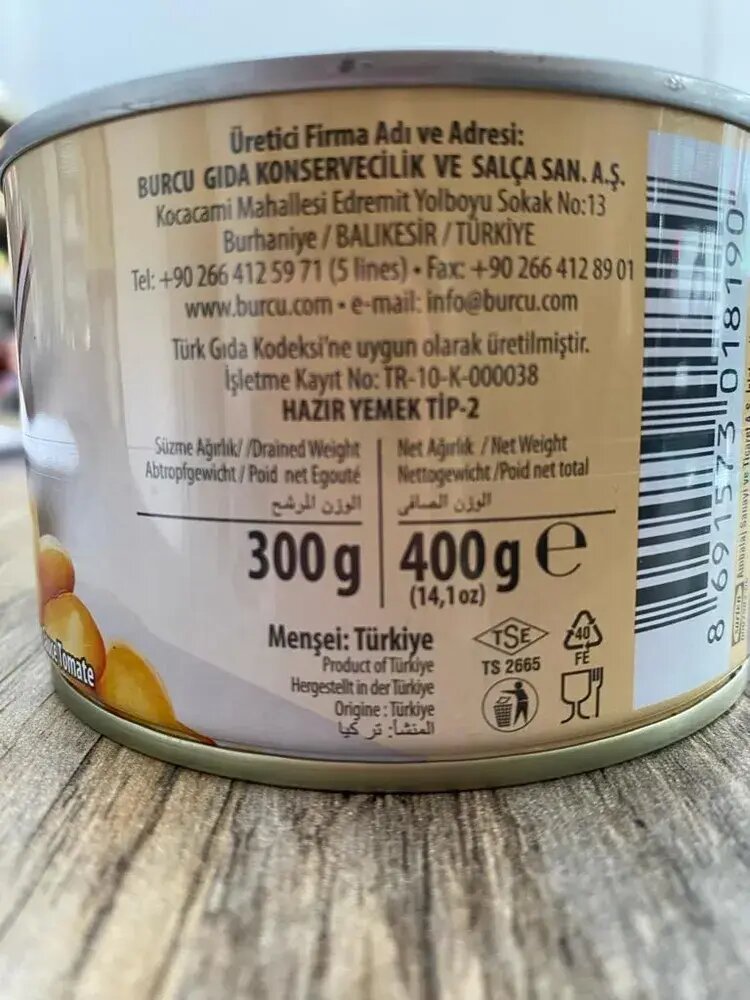 Üretici Firma Adı ve Adresi:
BURCU GIDA KONSERVECİLİK VE SALÇA SAN. A.Ş.
Kocacami Mahallesi Edremit Yolboyu Sokak No:13
Burhaniye / BALIKESİR / TÜRKİYE
Tel: +90 266 412 59 71 (5 lines) • Fax: +90 266 412 89 01
www.burcu.com • e-mail: info@burcu.com
Türk Gıda Kodeksi'ne uygun olarak üretilmiştir.
İşletme Kayıt No: TR-10-K-000038
HAZIR YEMEK TİP-2
Süzme Ağırlık/ /Drained Weight
Abtropfgewicht / Poid net Egouté
الوزن المرشح
300 g
Net Ağırlık / Net Weight
Nettogewicht /Poid net total
الوزن الصافي
400 g e
(14,1 oz)
Menşei: Türkiye
Product of Türkiye
Hergestellt in der Türkiye
Origine : Türkiye
المنشأ: تركيا
TSE
TS 2665
40
FE
8 691573 018190
Tomate